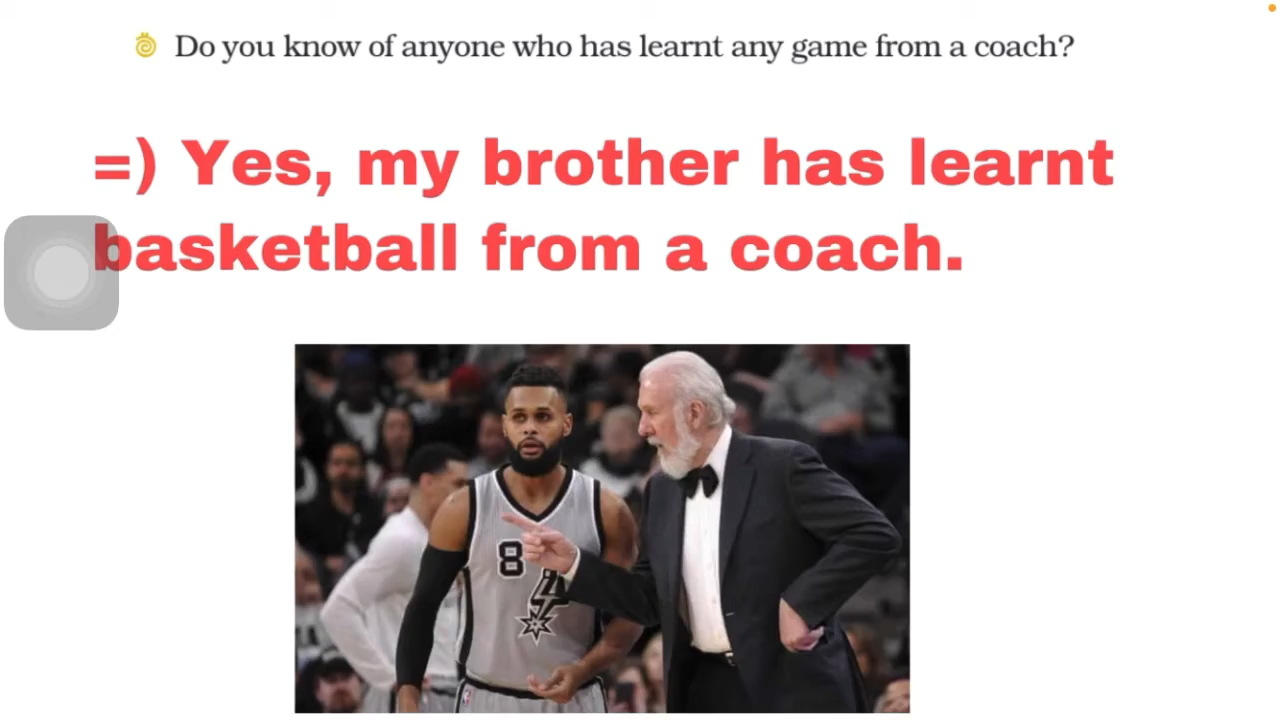 Do you know of anyone who has learnt any game from a coach?
=) Yes, my brother has learnt
basketball from a coach.
8